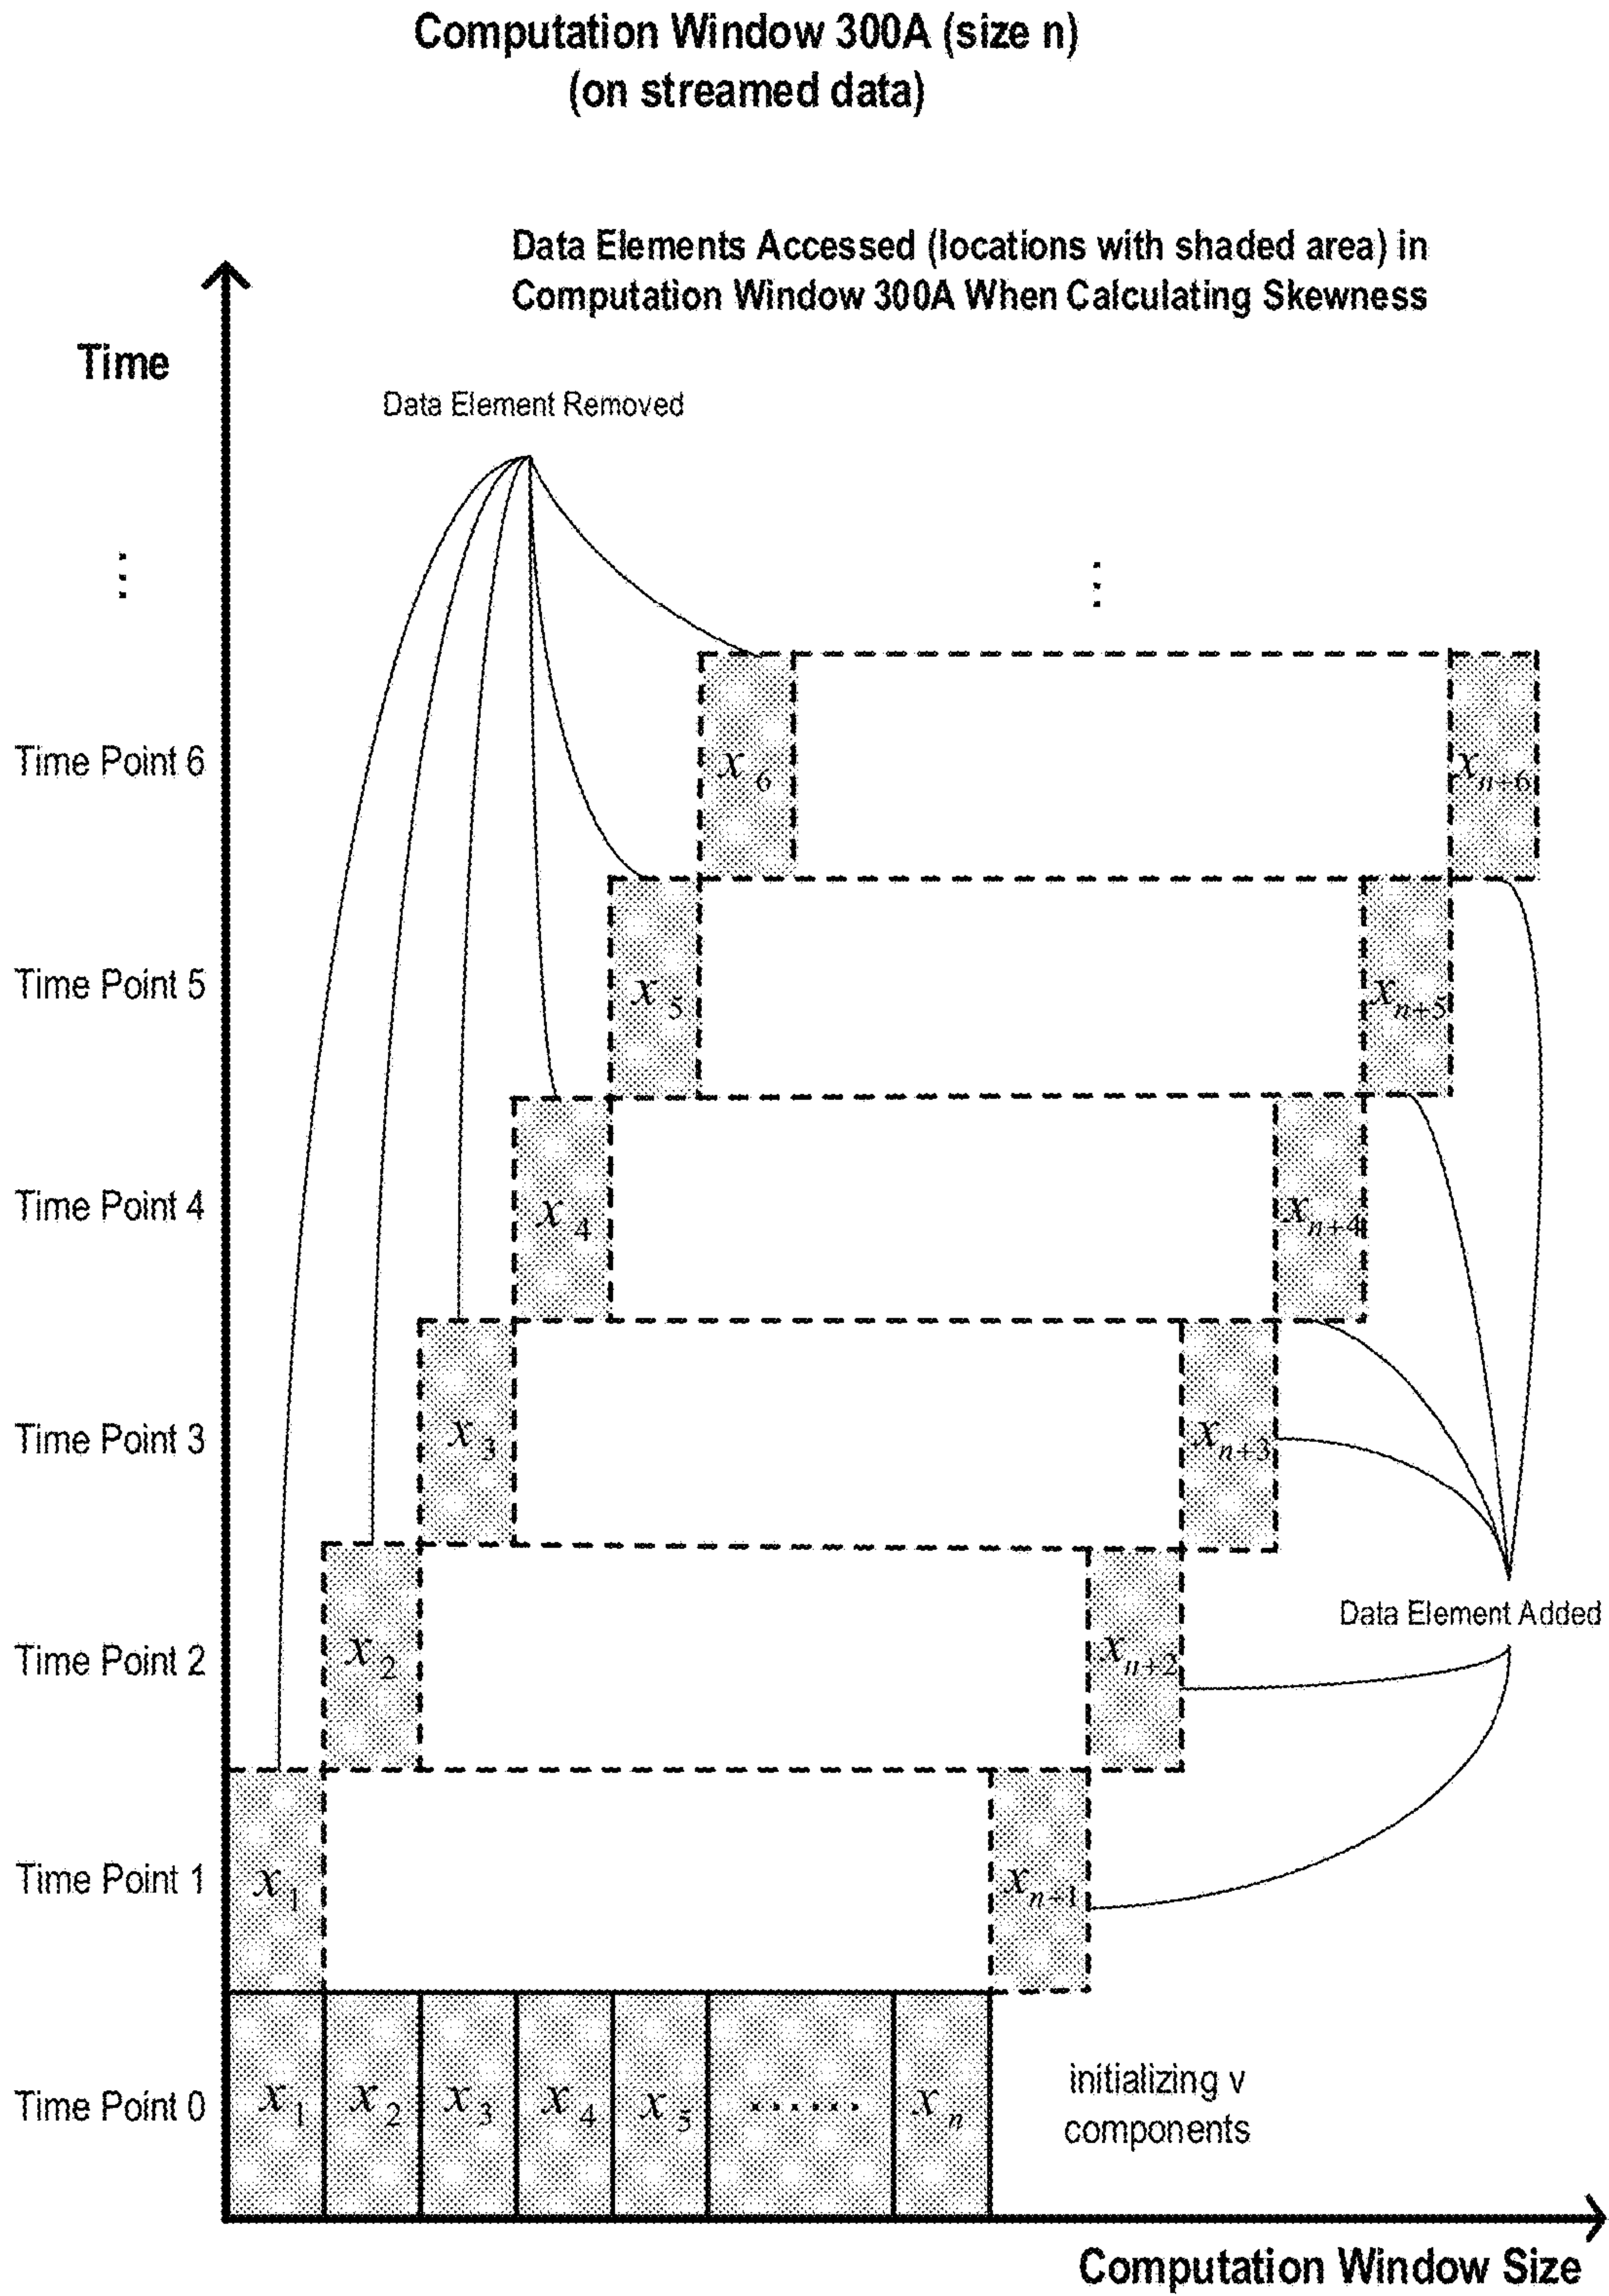 Computation Window 300A (size n)
(on streamed data)
Data Elements Accessed (locations with shaded area) in
Computation Window 300A When Calculating Skewness
Time
Data Element Removed
⋮ ⋮
Time Point 6 x6 xn+6
Time Point 5 x5 xn+5
Time Point 4 x4 xn+4
Time Point 3 x3 xn+3
Data Element Added
Time Point 2 x2 xn+2
Time Point 1 x1 xn+1
Time Point 0 x1 x2 x3 x4 x5 ...... xn
initializing v
components
Computation Window Size